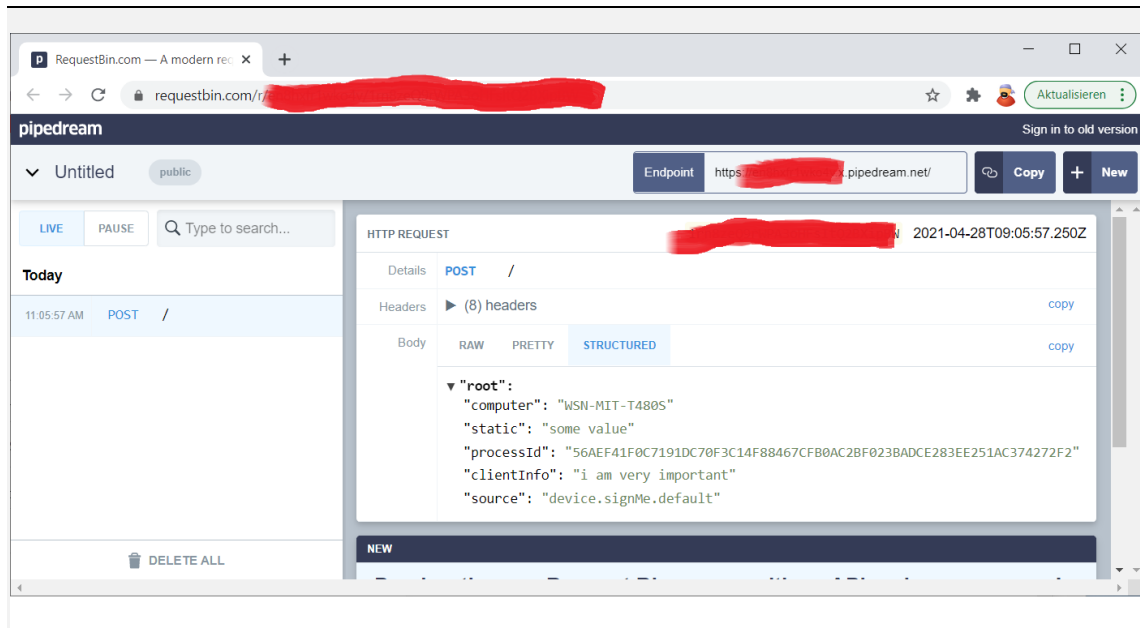 RequestBin.com — A modern rec
requestbin.com/r/
Aktualisieren
pipedream
Sign in to old version
Untitled
public
Endpoint
https:
x.pipedream.net/
Copy
New
LIVE
PAUSE
Type to search...
Today
11:05:57 AM POST /
DELETE ALL
HTTP REQUEST
2021-04-28T09:05:57.250Z
Details POST /
Headers (8) headers copy
Body RAW PRETTY STRUCTURED copy
"root":
"computer": "WSN-MIT-T480S"
"static": "some value"
"processId": "56AEF41F0C7191DC70F3C14F88467CFB0AC2BF023BADCE283EE251AC374272F2"
"clientInfo": "i am very important"
"source": "device.signMe.default"
NEW